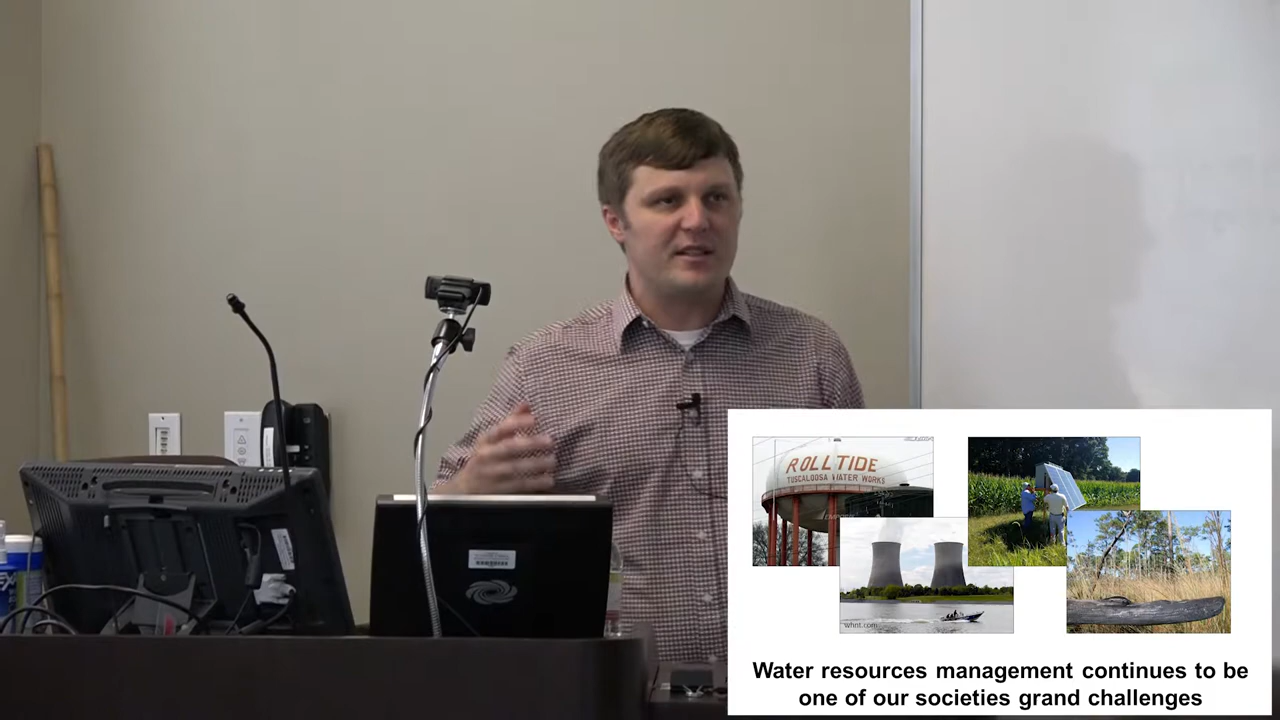 ROLL TIDE
TUSCALOOSA WATER WORKS
whnt.com
Water resources management continues to be
one of our societies grand challenges